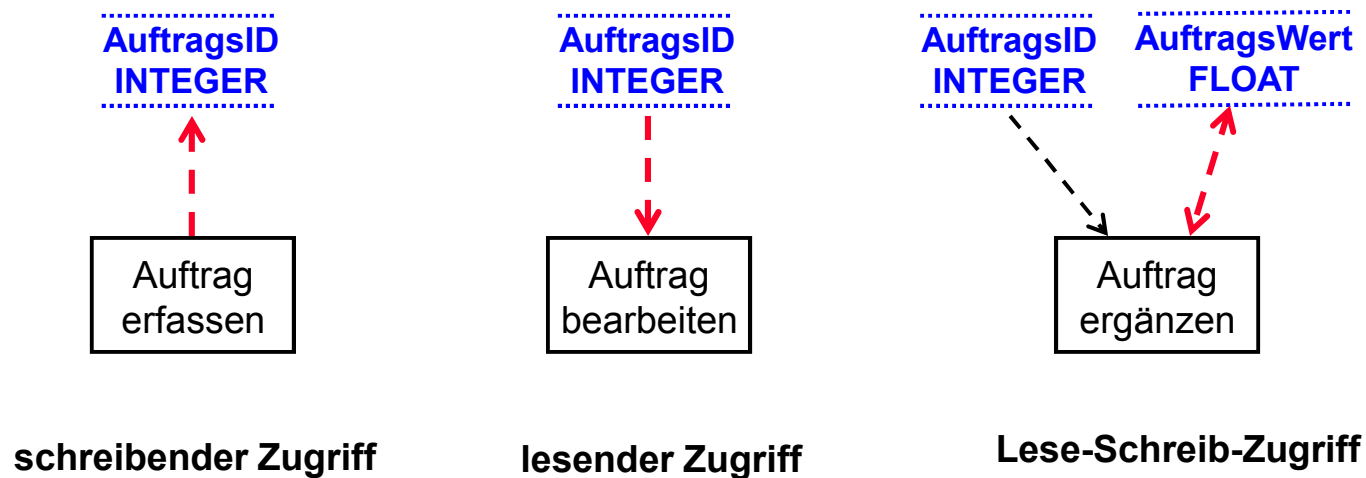 AuftragsID
INTEGER
AuftragsID
INTEGER
AuftragsID
INTEGER
AuftragsWert
FLOAT
Auftrag
erfassen
Auftrag
bearbeiten
Auftrag
ergänzen
schreibender Zugriff
lesender Zugriff
Lese-Schreib-Zugriff